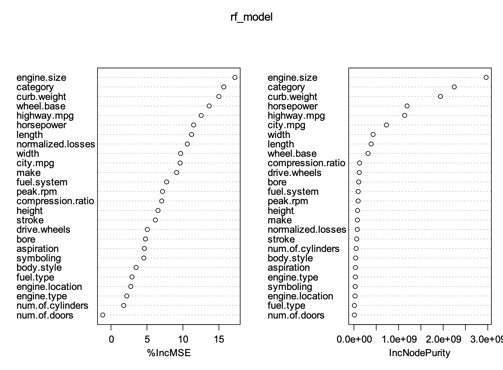 rf_model
engine.size
category
curb.weight
wheel.base
highway.mpg
horsepower
length
normalized.losses
width
city.mpg
make
fuel.system
peak.rpm
compression.ratio
height
stroke
drive.wheels
bore
aspiration
symboling
body.style
fuel.type
engine.location
engine.type
num.of.cylinders
num.of.doors
0 5 10 15
%IncMSE
engine.size
category
curb.weight
horsepower
highway.mpg
city.mpg
width
length
wheel.base
compression.ratio
drive.wheels
bore
fuel.system
peak.rpm
height
make
normalized.losses
stroke
num.of.cylinders
body.style
aspiration
engine.type
symboling
engine.location
fuel.type
num.of.doors
0.0e+00 1.0e+09 2.0e+09 3.0e+09
IncNodePurity